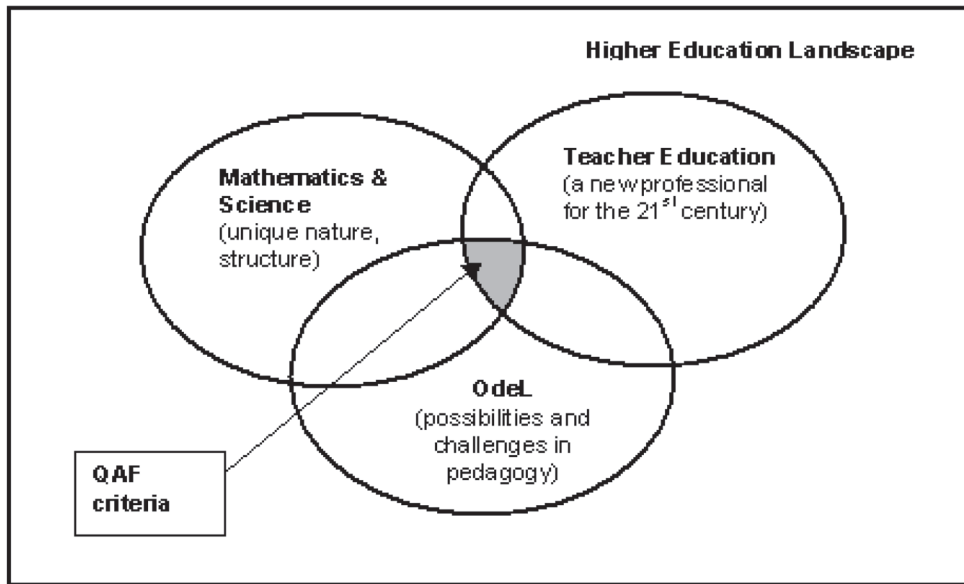 Higher Education Landscape
Mathematics &
Science
(unique nature,
structure)
Teacher Education
(a new professional
for the 21st century)
OdeL
(possibilities and
challenges in
pedagogy)
QAF
criteria